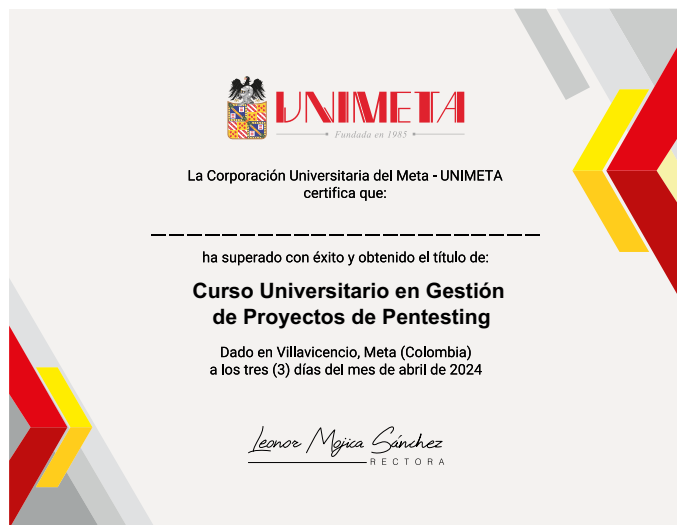 UNIMETA
Fundada en 1985
La Corporación Universitaria del Meta - UNIMETA
certifica que:
ha superado con éxito y obtenido el título de:
Curso Universitario en Gestión
de Proyectos de Pentesting
Dado en Villavicencio, Meta (Colombia)
a los tres (3) días del mes de abril de 2024
Leonor Mojica Sánchez
RECTORA